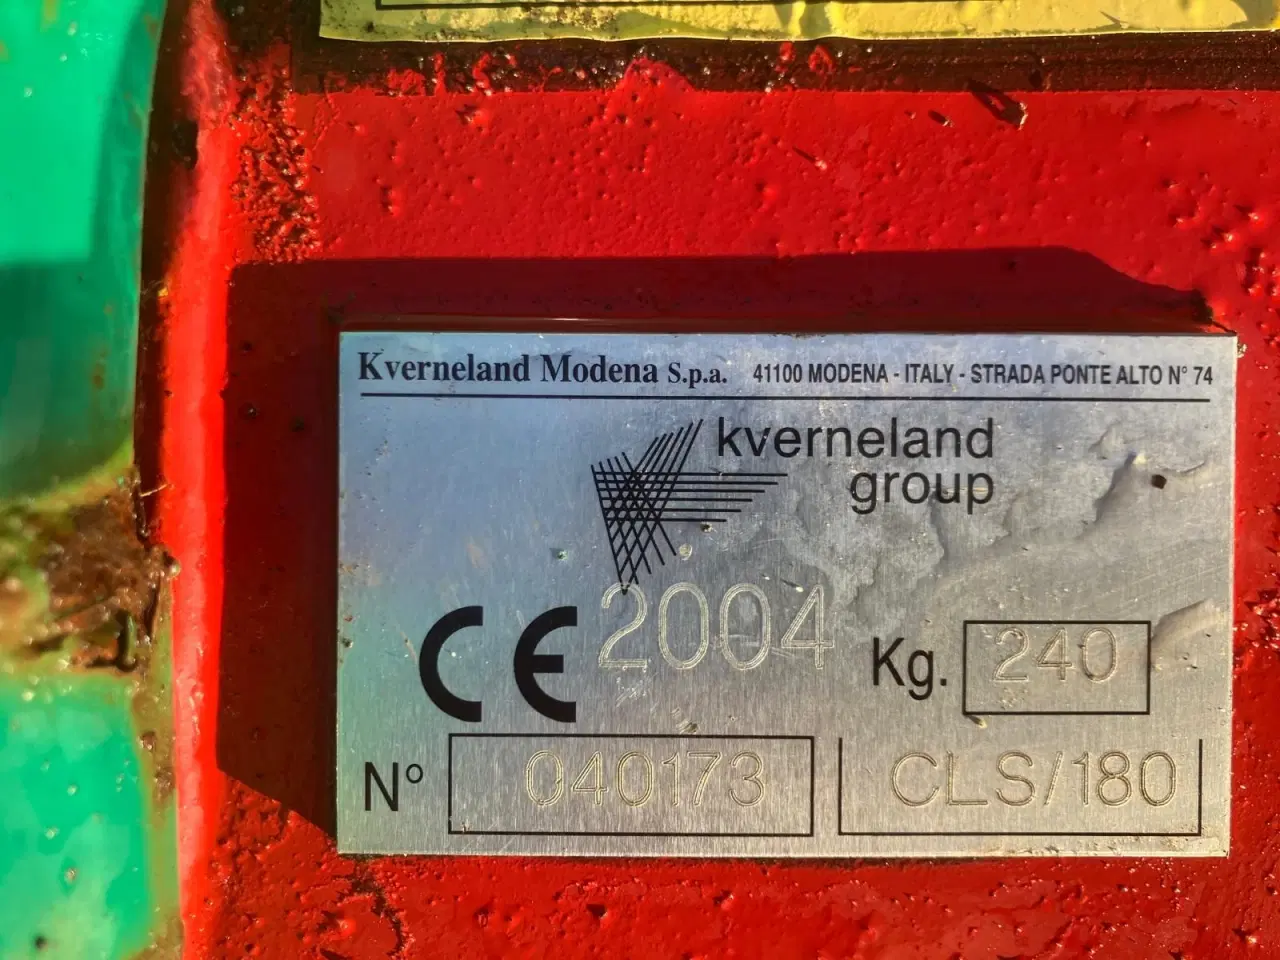 Kverneland Modena S.p.a. 41100 MODENA - ITALY - STRADA PONTE ALTO N° 74
kverneland
group
CE 2004 Kg. 240
N° 040173 CLS/180